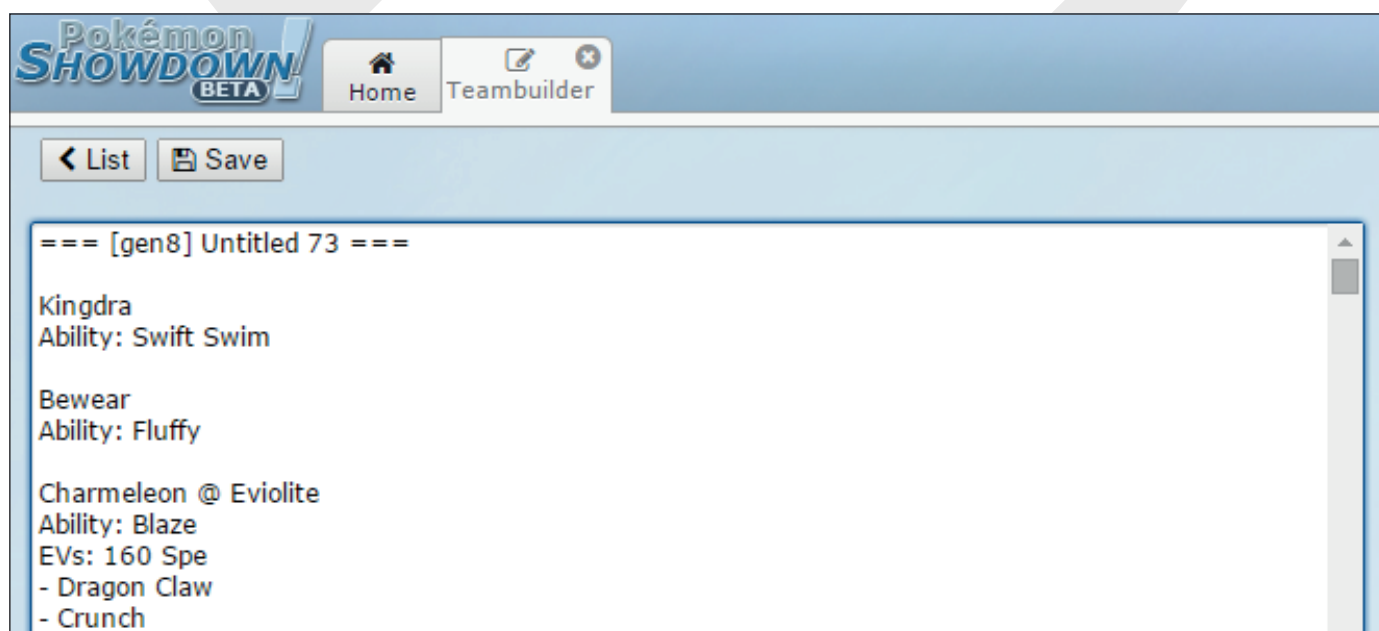 Pokémon
SHOWDOWN!
BETA
Home
Teambuilder
List
Save
=== [gen8] Untitled 73 ===
Kingdra
Ability: Swift Swim
Bewear
Ability: Fluffy
Charmeleon @ Eviolite
Ability: Blaze
EVs: 160 Spe
- Dragon Claw
- Crunch